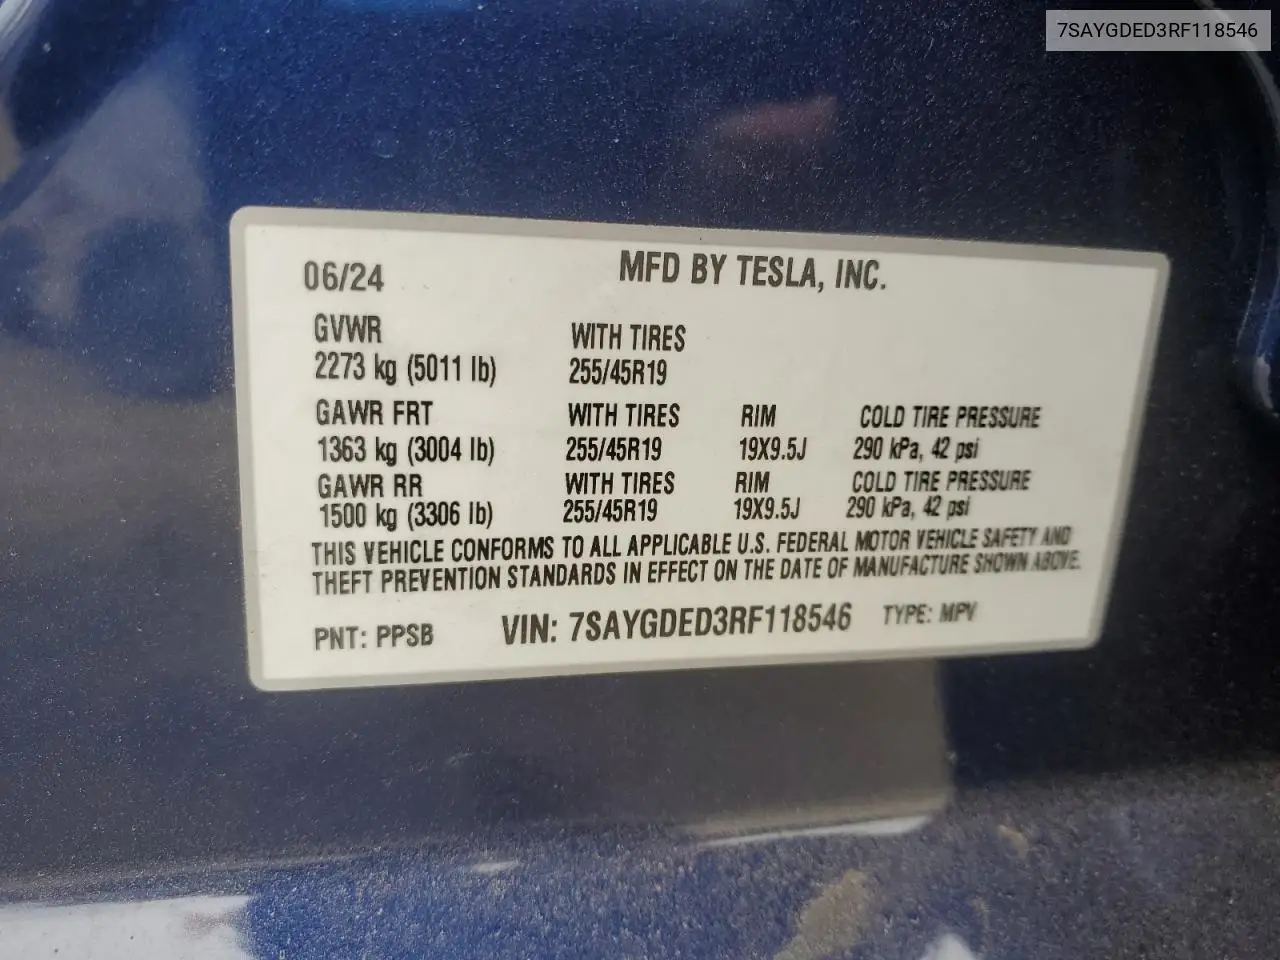 7SAYGDED3RF118546
06/24 MFD BY TESLA, INC.
GVWR WITH TIRES
2273 kg (5011 lb) 255/45R19
GAWR FRT WITH TIRES RIM COLD TIRE PRESSURE
1363 kg (3004 lb) 255/45R19 19X9.5J 290 kPa, 42 psi
GAWR RR WITH TIRES RIM COLD TIRE PRESSURE
1500 kg (3306 lb) 255/45R19 19X9.5J 290 kPa, 42 psi
THIS VEHICLE CONFORMS TO ALL APPLICABLE U.S. FEDERAL MOTOR VEHICLE SAFETY AND
THEFT PREVENTION STANDARDS IN EFFECT ON THE DATE OF MANUFACTURE SHOWN ABOVE.
PNT: PPSB VIN: 7SAYGDED3RF118546 TYPE: MPV